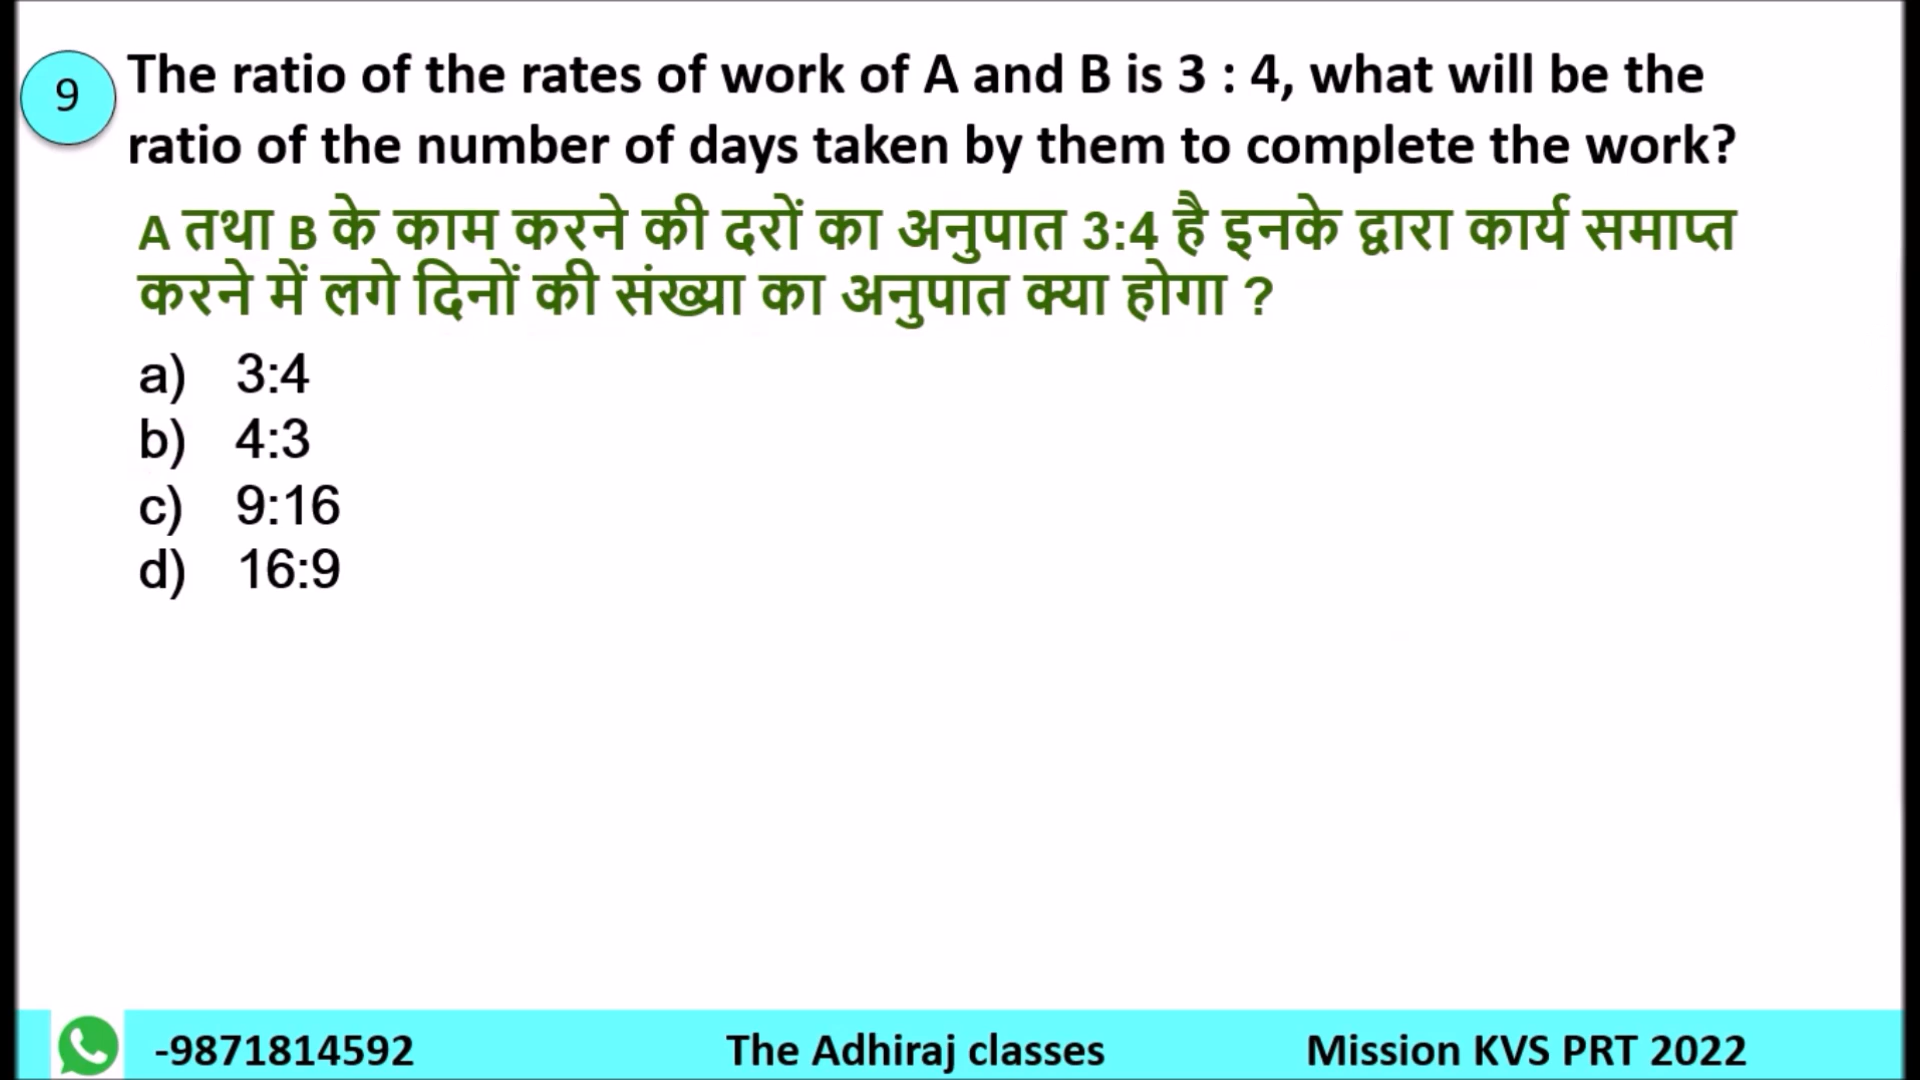 9
The ratio of the rates of work of A and B is 3 : 4, what will be the
ratio of the number of days taken by them to complete the work?
A तथा B के काम करने की दरों का अनुपात 3:4 है इनके द्वारा कार्य समाप्त
करने में लगे दिनों की संख्या का अनुपात क्या होगा ?
a) 3:4
b) 4:3
c) 9:16
d) 16:9
-9871814592 The Adhiraj classes Mission KVS PRT 2022